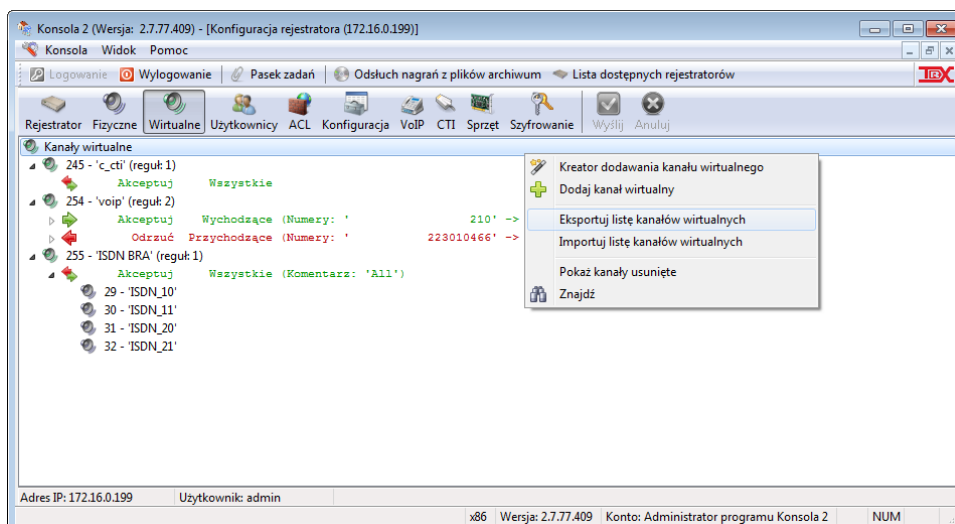 Konsola 2 (Wersja: 2.7.77.409) - [Konfiguracja rejestratora (172.16.0.199)]
Konsola Widok Pomoc
Logowanie Wylogowanie Pasek zadań Odsłuch nagrań z plików archiwum Lista dostępnych rejestratorów TRX
Rejestrator Fizyczne Wirtualne Użytkownicy ACL Konfiguracja VoIP CTI Sprzęt Szyfrowanie Wyślij Anuluj
Kanały wirtualne
245 - 'c_cti' (reguł: 1)
Akceptuj Wszystkie
254 - 'voip' (reguł: 2)
Akceptuj Wychodzące (Numery: ' 210' ->
Odrzuć Przychodzące (Numery: ' 223010466' ->
255 - 'ISDN BRA' (reguł: 1)
Akceptuj Wszystkie (Komentarz: 'All')
29 - 'ISDN_10'
30 - 'ISDN_11'
31 - 'ISDN_20'
32 - 'ISDN_21'
Kreator dodawania kanału wirtualnego
Dodaj kanał wirtualny
Eksportuj listę kanałów wirtualnych
Importuj listę kanałów wirtualnych
Pokaż kanały usunięte
Znajdź
Adres IP: 172.16.0.199 Użytkownik: admin
x86 Wersja: 2.7.77.409 Konto: Administrator programu Konsola 2 NUM